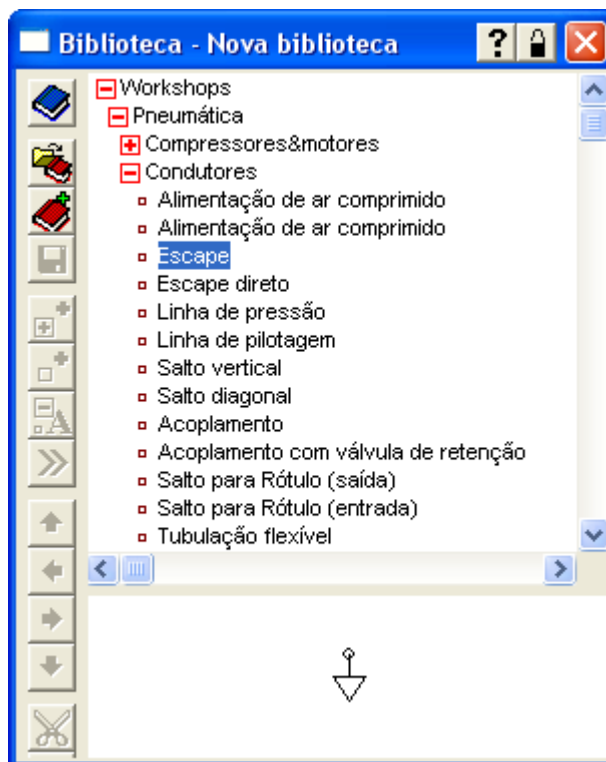 Biblioteca - Nova biblioteca
Workshops
Pneumática
Compressores&motores
Condutores
Alimentação de ar comprimido
Alimentação de ar comprimido
Escape
Escape direto
Linha de pressão
Linha de pilotagem
Salto vertical
Salto diagonal
Acoplamento
Acoplamento com válvula de retenção
Salto para Rótulo (saída)
Salto para Rótulo (entrada)
Tubulação flexível